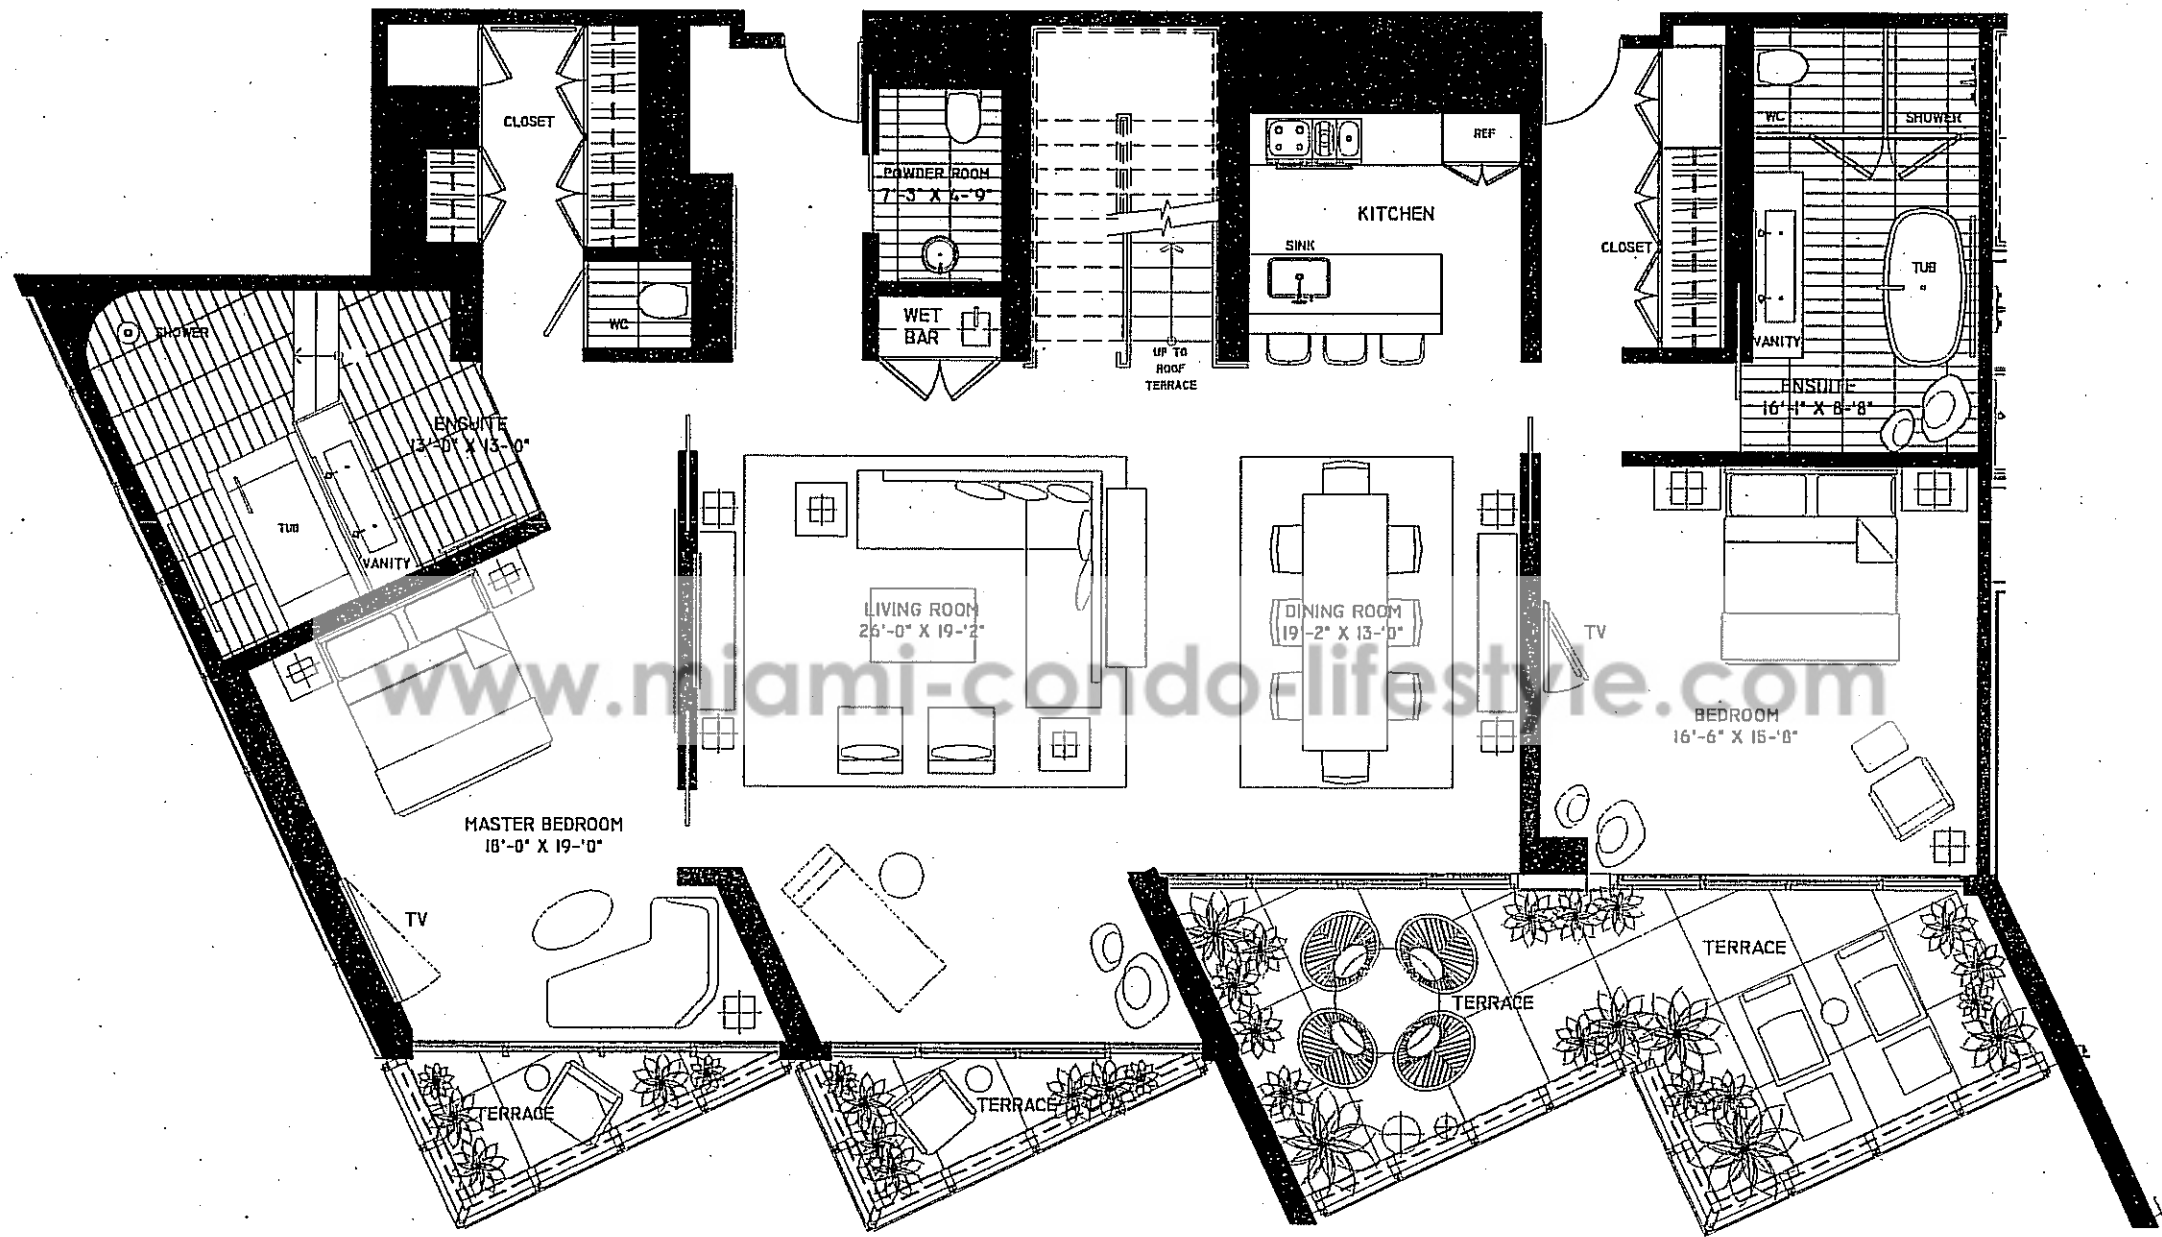 CLOSET
POWDER ROOM
7'-3" X 4-'9"
WET
BAR
WC
UP TO
ROOF
TERRACE
KITCHEN
REF
SINK
CLOSET
WC
SHOWER
TUB
VANITY
ENSUITE
16'-1" X 8-'8"
SHOWER
ENSUITE
13'-0" X 13-'0"
TUB
VANITY
LIVING ROOM
26'-0" X 19-'2"
DINING ROOM
19'-2" X 13-'0"
TV
www.miami-condo-lifestyle.com
BEDROOM
16'-6" X 15-'8"
MASTER BEDROOM
18'-0" X 19-'0"
TV
TERRACE
TERRACE
TERRACE
TERRACE